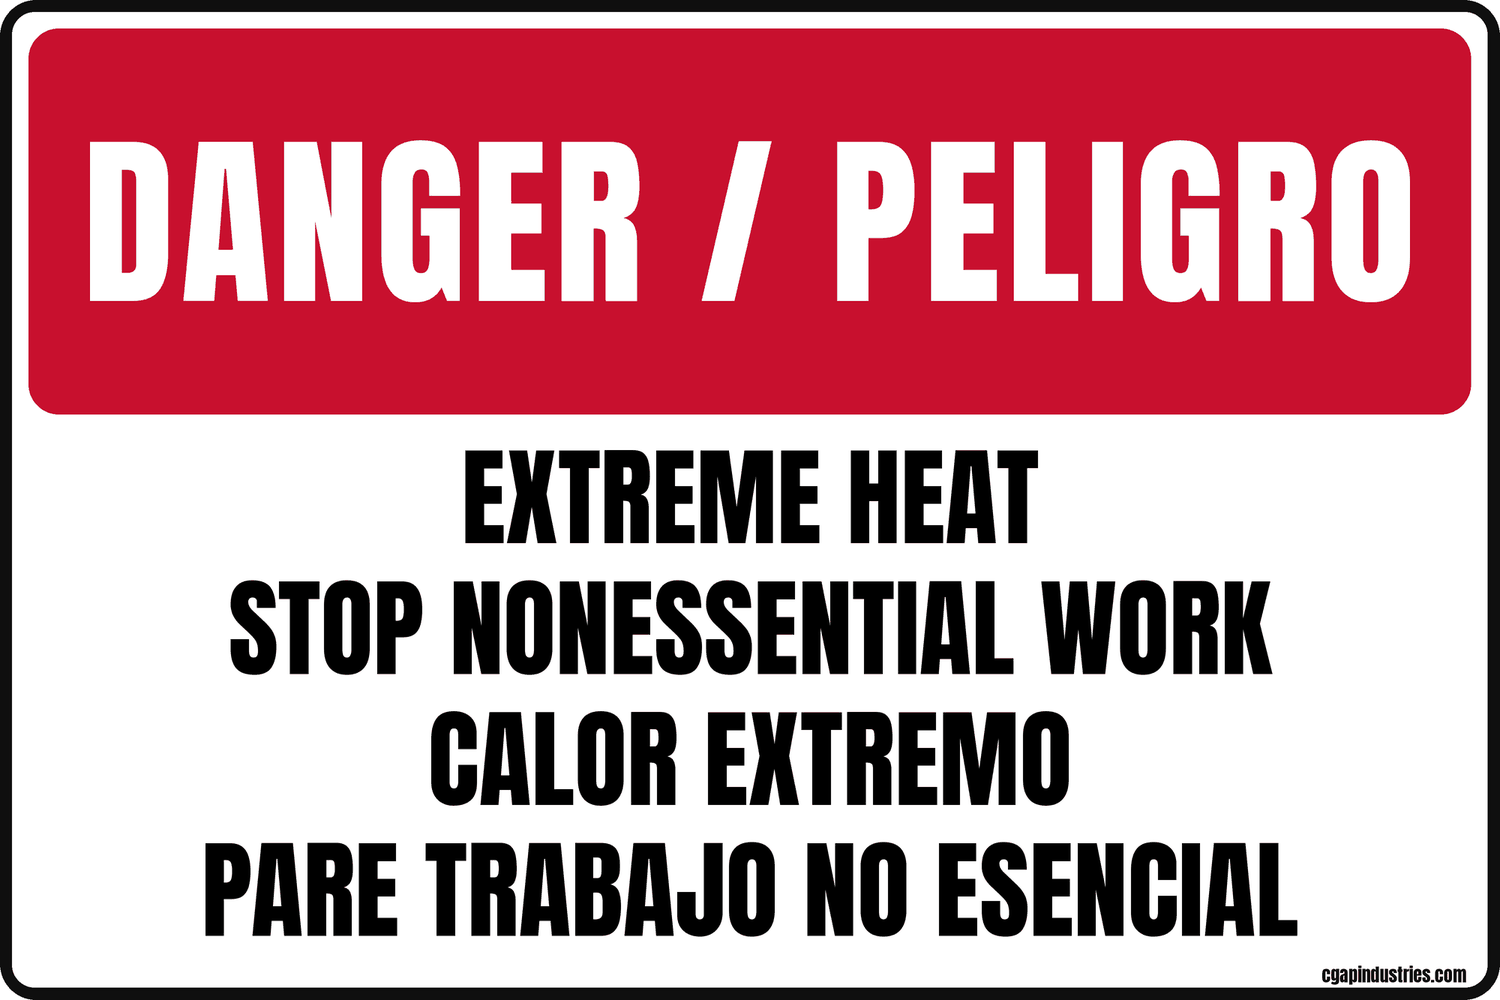 DANGER / PELIGRO
EXTREME HEAT
STOP NONESSENTIAL WORK
CALOR EXTREMO
PARE TRABAJO NO ESENCIAL
cgapindustries.com